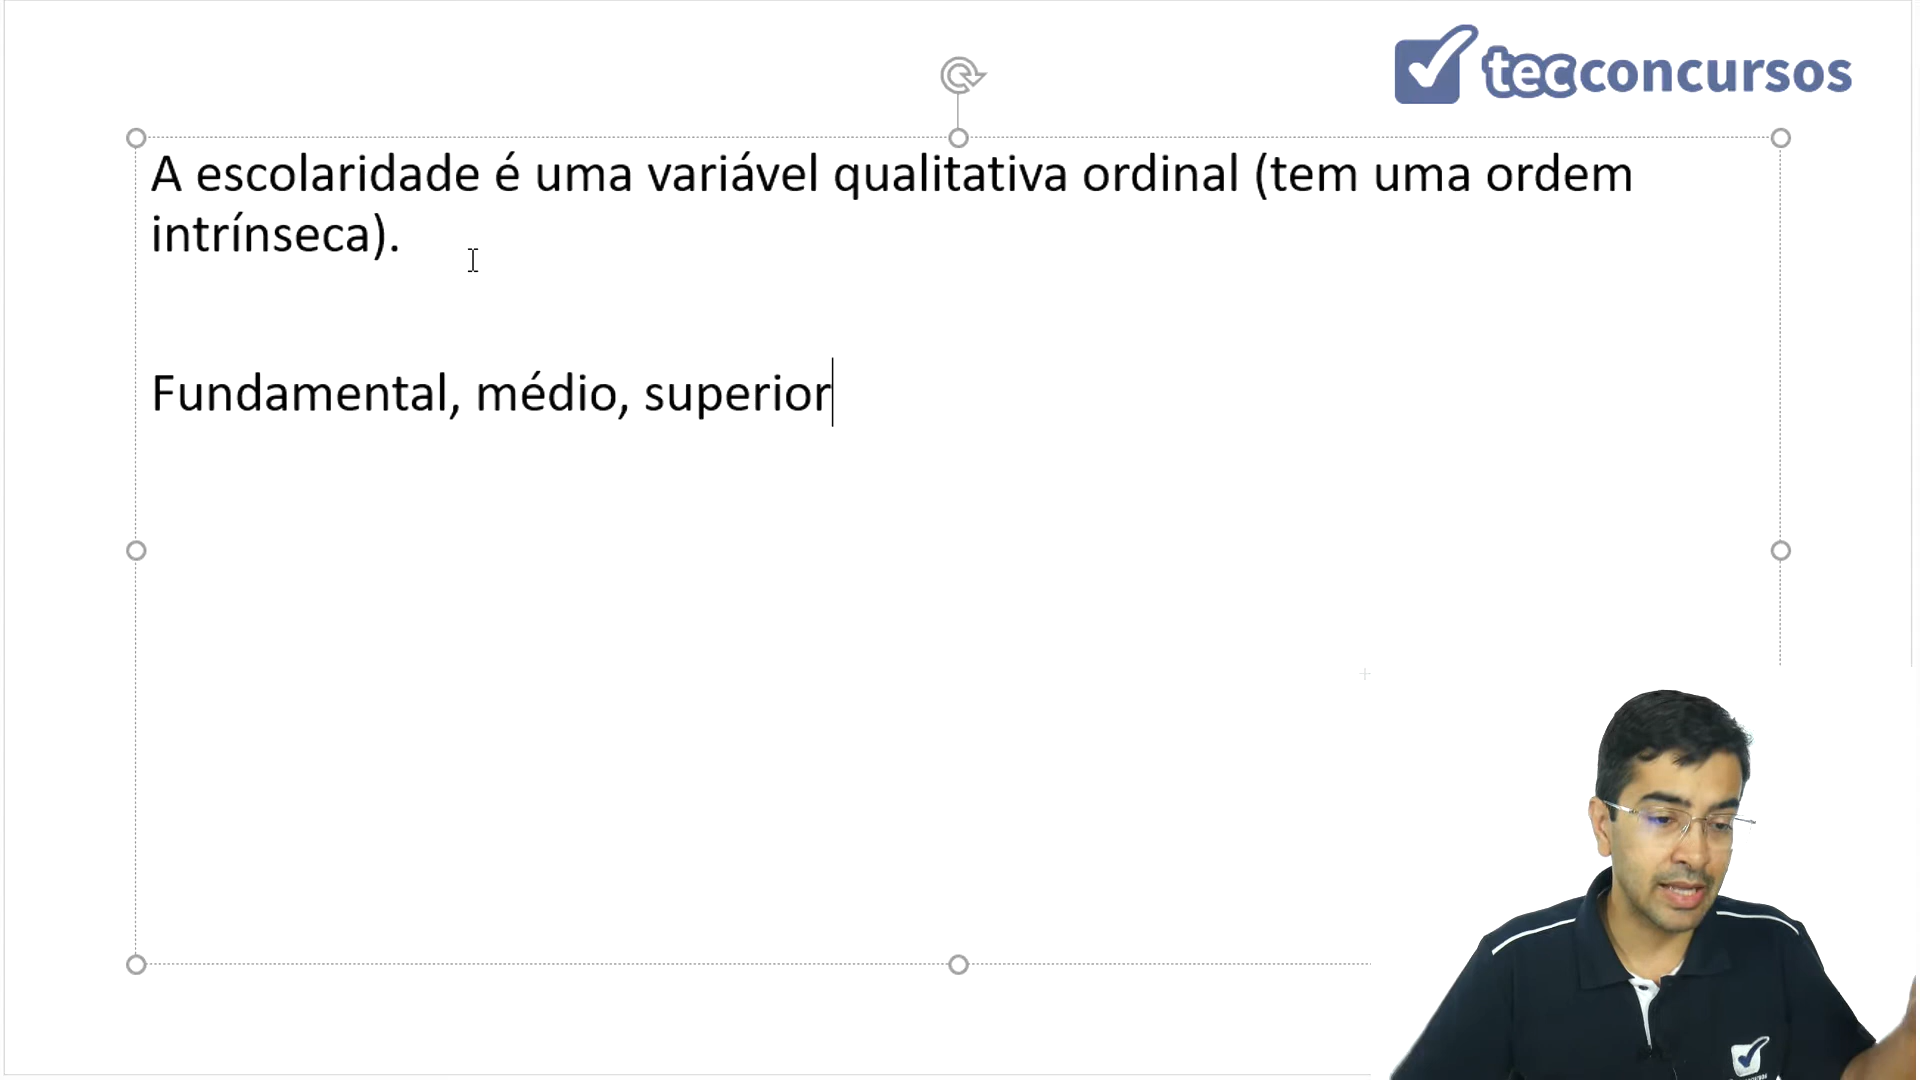 tecconcursos
A escolaridade é uma variável qualitativa ordinal (tem uma ordem
intrínseca).
Fundamental, médio, superior